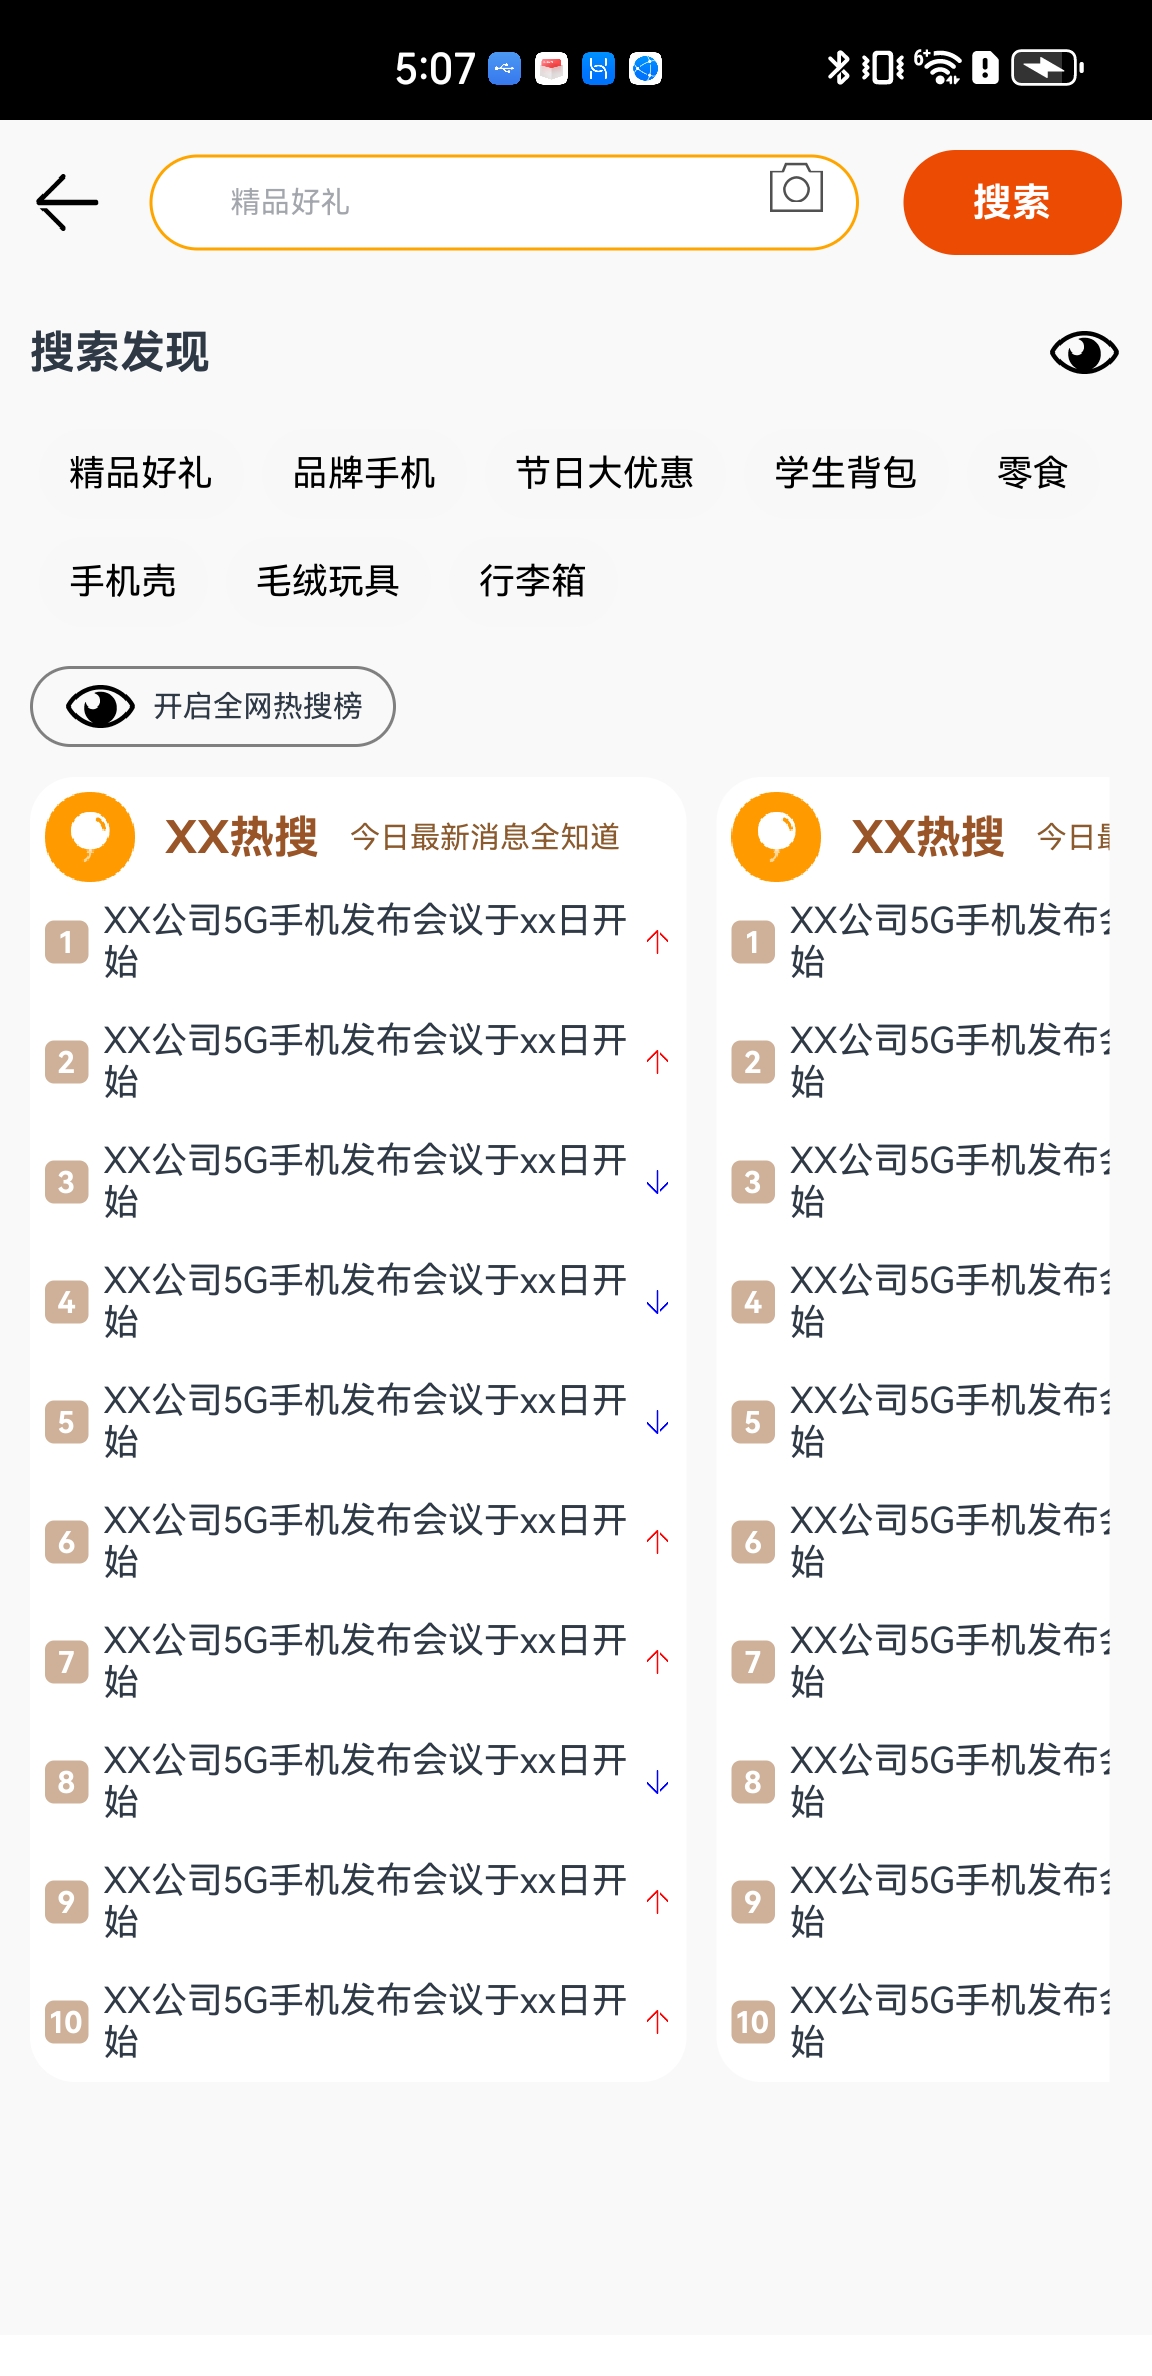 5:07
精品好礼
搜索
搜索发现
精品好礼 品牌手机 节日大优惠 学生背包 零食
手机壳 毛绒玩具 行李箱
开启全网热搜榜
XX热搜 今日最新消息全知道
1 XX公司5G手机发布会议于xx日开
始
2 XX公司5G手机发布会议于xx日开
始
3 XX公司5G手机发布会议于xx日开
始
4 XX公司5G手机发布会议于xx日开
始
5 XX公司5G手机发布会议于xx日开
始
6 XX公司5G手机发布会议于xx日开
始
7 XX公司5G手机发布会议于xx日开
始
8 XX公司5G手机发布会议于xx日开
始
9 XX公司5G手机发布会议于xx日开
始
10 XX公司5G手机发布会议于xx日开
始
XX热搜 今日
1 XX公司5G手机发布
始
2 XX公司5G手机发布
始
3 XX公司5G手机发布
始
4 XX公司5G手机发布
始
5 XX公司5G手机发布
始
6 XX公司5G手机发布
始
7 XX公司5G手机发布
始
8 XX公司5G手机发布
始
9 XX公司5G手机发布
始
10 XX公司5G手机发布
始